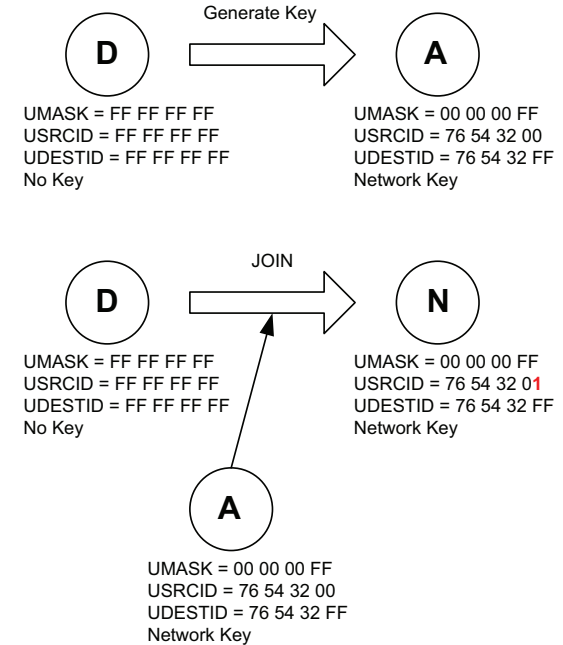 Generate Key
D
A
UMASK = FF FF FF FF
USRCID = FF FF FF FF
UDESTID = FF FF FF FF
No Key
UMASK = 00 00 00 FF
USRCID = 76 54 32 00
UDESTID = 76 54 32 FF
Network Key
JOIN
D
N
UMASK = FF FF FF FF
USRCID = FF FF FF FF
UDESTID = FF FF FF FF
No Key
UMASK = 00 00 00 FF
USRCID = 76 54 32 01
UDESTID = 76 54 32 FF
Network Key
A
UMASK = 00 00 00 FF
USRCID = 76 54 32 00
UDESTID = 76 54 32 FF
Network Key